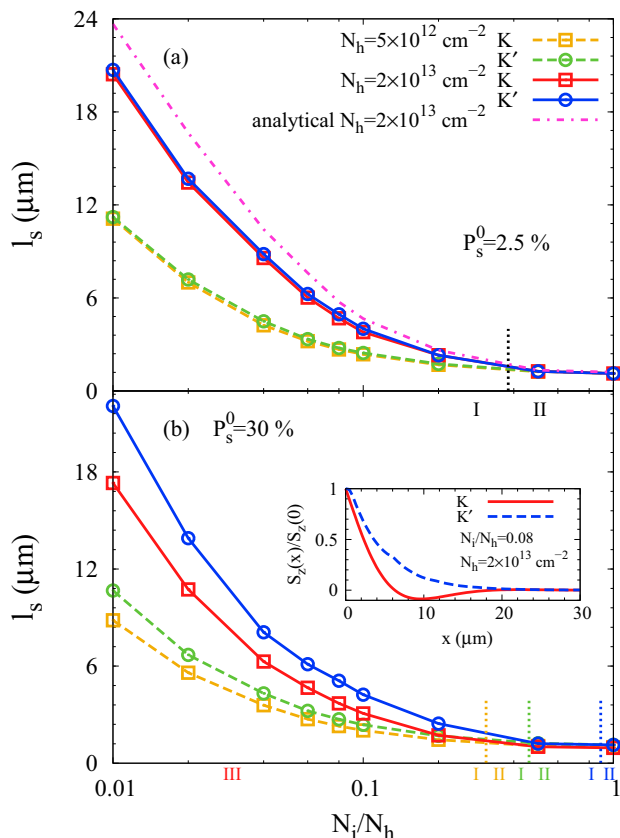 24
18
12
6
0
l_s (μm)
(a)
N_h=5×10^12 cm^−2 K
K′
N_h=2×10^13 cm^−2 K
K′
analytical N_h=2×10^13 cm^−2
P_s^0=2.5 %
I II
18
12
6
0
l_s (μm)
(b) P_s^0=30 %
1
0.5
0
S_z(x)/S_z(0)
K
K′
N_i/N_h=0.08
N_h=2×10^13 cm^−2
0 10 20 30
x (μm)
III I II I II I II
0.01 0.1 1
N_i/N_h